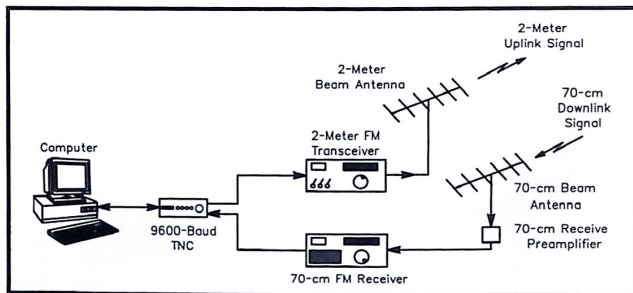 2-Meter
Uplink Signal
2-Meter
Beam Antenna
70-cm
Downlink
Signal
2-Meter FM
Transceiver
Computer
70-cm Beam
Antenna
9600-Baud
TNC
70-cm Receive
Preamplifier
70-cm FM Receiver